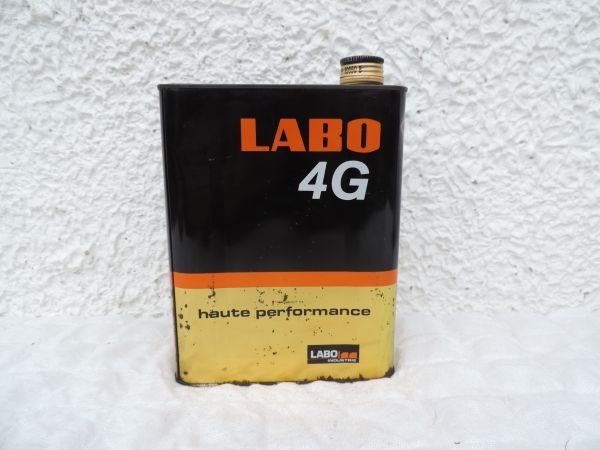 LABO
4G
haute performance
LABO
INDUSTRIE